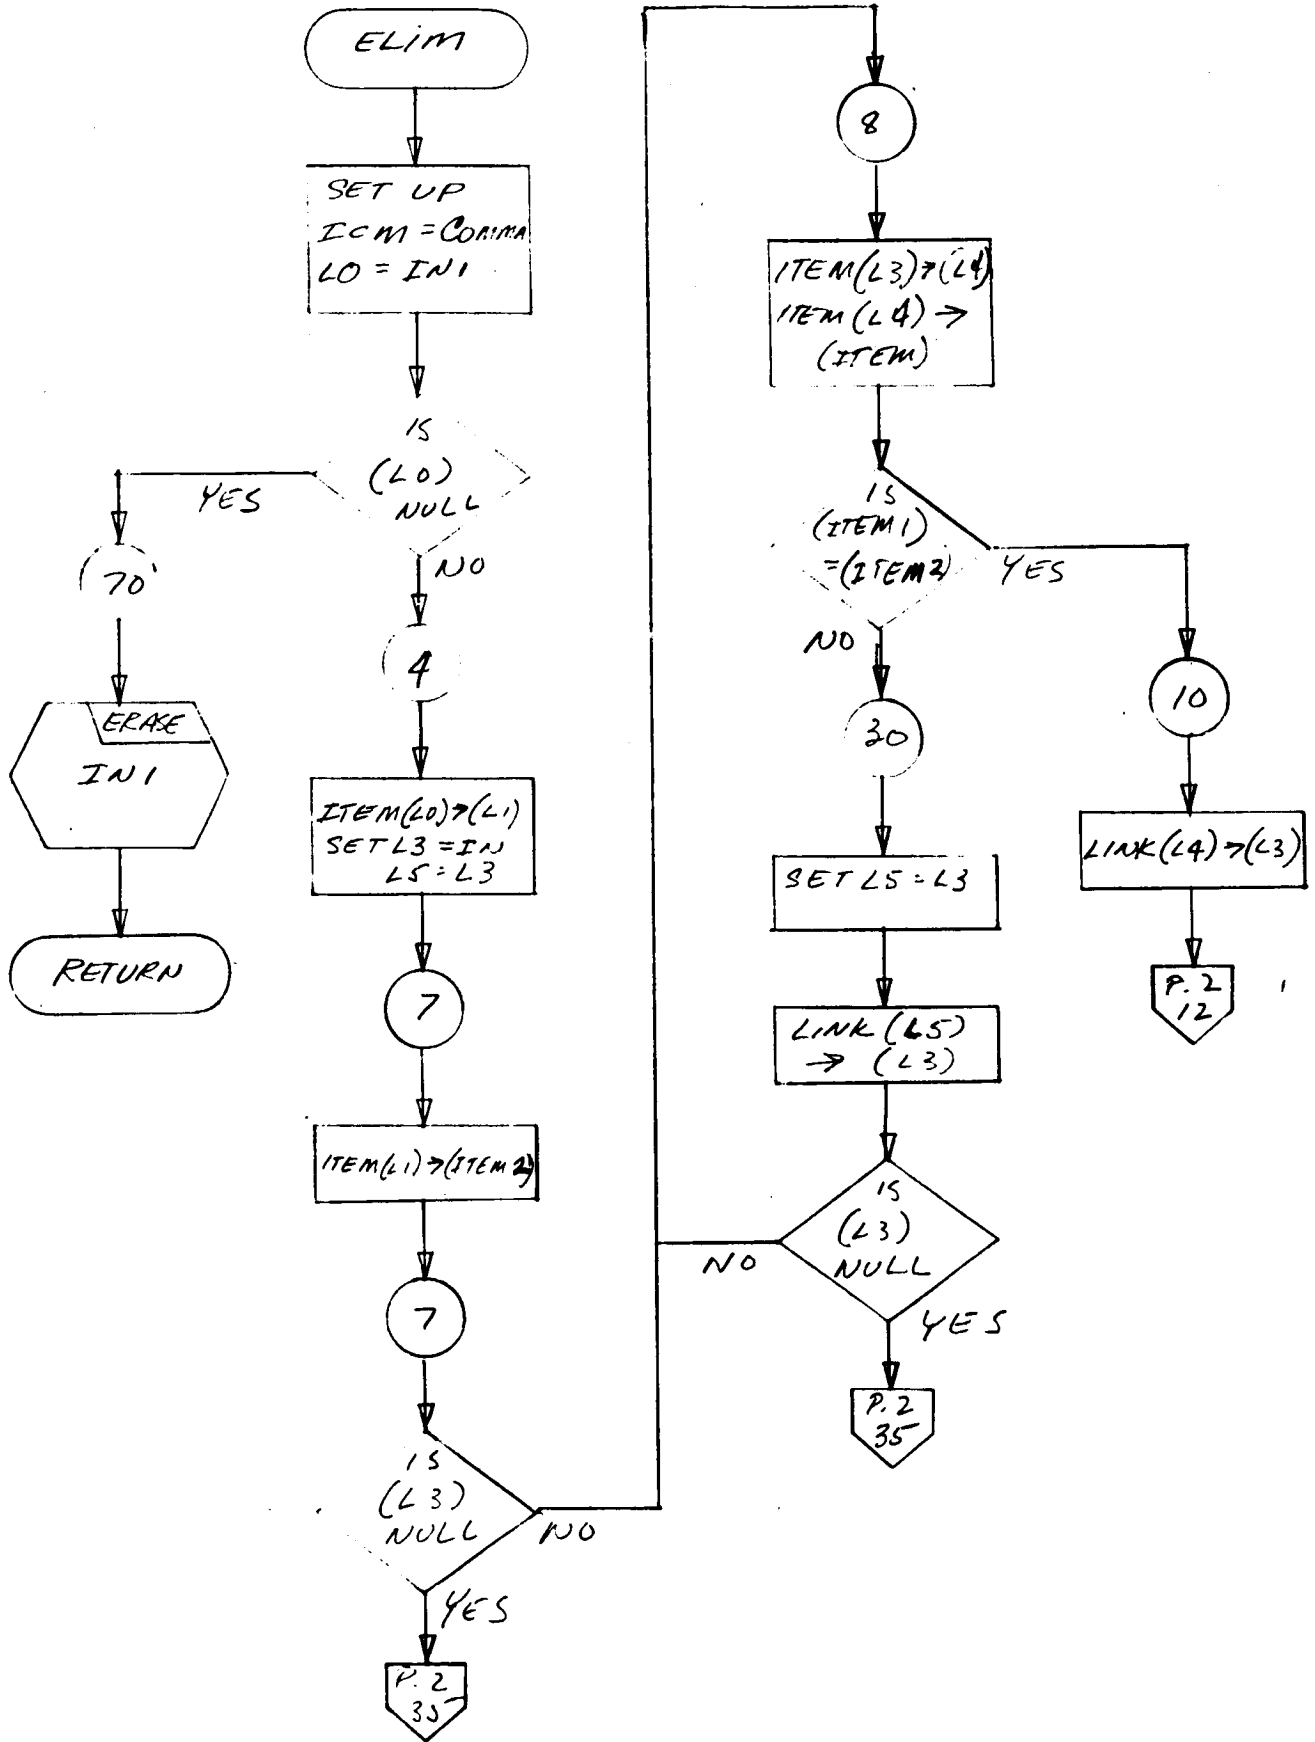 ELIM
SET UP
ICM = COMMA
L0 = IN1
IS
(L0)
NULL
YES
NO
70
ERASE
IN1
RETURN
4
ITEM(L0)→(L1)
SET L3 = IN
L5 = L3
7
ITEM(L1)→(ITEM2)
7
IS
(L3)
NULL
NO
YES
P. 2
35
8
ITEM(L3)→(L4)
ITEM(L4) →
(ITEM)
IS
(ITEM1)
=(ITEM2)
YES
NO
10
LINK(L4)→(L3)
P. 2
12
30
SET L5 = L3
LINK(L5)
→ (L3)
IS
(L3)
NULL
NO
YES
P. 2
35